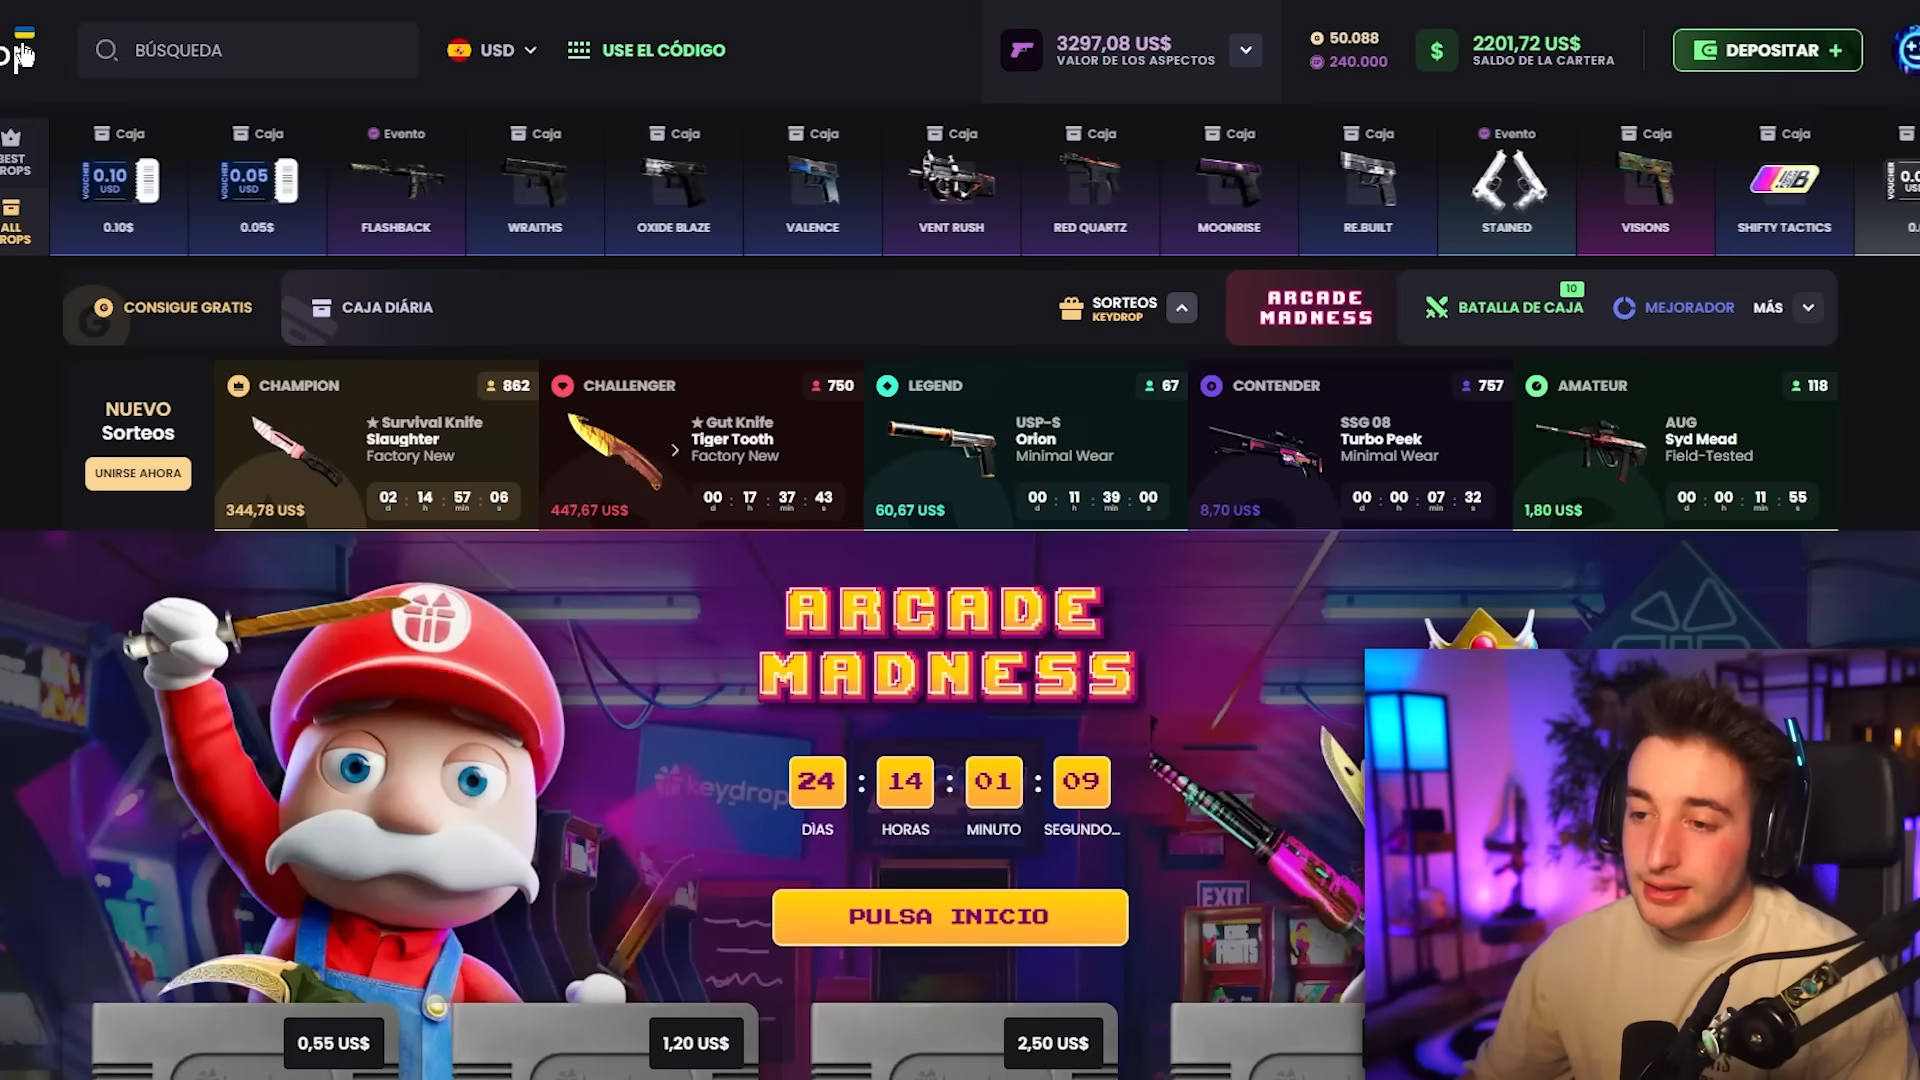 BÚSQUEDA
USD
USE EL CÓDIGO
3297,08 US$
VALOR DE LOS ASPECTOS
50.088
240.000
$
2201,72 US$
SALDO DE LA CARTERA
DEPOSITAR +
BEST
DROPS
ALL
DROPS
Caja
VOUCHER
0.10
USD
0.10$
Caja
VOUCHER
0.05
USD
0.05$
Evento
FLASHBACK
Caja
WRAITHS
Caja
OXIDE BLAZE
Caja
VALENCE
Caja
VENT RUSH
Caja
RED QUARTZ
Caja
MOONRISE
Caja
RE.BUILT
Evento
STAINED
Caja
VISIONS
Caja
SHIFTY TACTICS
VOUCHER
G CONSIGUE GRATIS
CAJA DIÁRIA
SORTEOS
KEYDROP
ARCADE
MADNESS
10
BATALLA DE CAJA
MEJORADOR
MÁS
NUEVO
Sorteos
UNIRSE AHORA
CHAMPION
862
★ Survival Knife
Slaughter
Factory New
344,78 US$
02 : 14 : 57 : 06
d h min s
CHALLENGER
750
★ Gut Knife
Tiger Tooth
Factory New
447,67 US$
00 : 17 : 37 : 43
d h min s
LEGEND
67
USP-S
Orion
Minimal Wear
60,67 US$
00 : 11 : 39 : 00
d h min s
CONTENDER
757
SSG 08
Turbo Peek
Minimal Wear
8,70 US$
00 : 00 : 07 : 32
d h min s
AMATEUR
118
AUG
Syd Mead
Field-Tested
1,80 US$
00 : 00 : 11 : 55
d h min s
ARCADE
MADNESS
keydrop
24 : 14 : 01 : 09
DÌAS HORAS MINUTO SEGUNDO...
PULSA INICIO
EXIT
0,55 US$
1,20 US$
2,50 US$